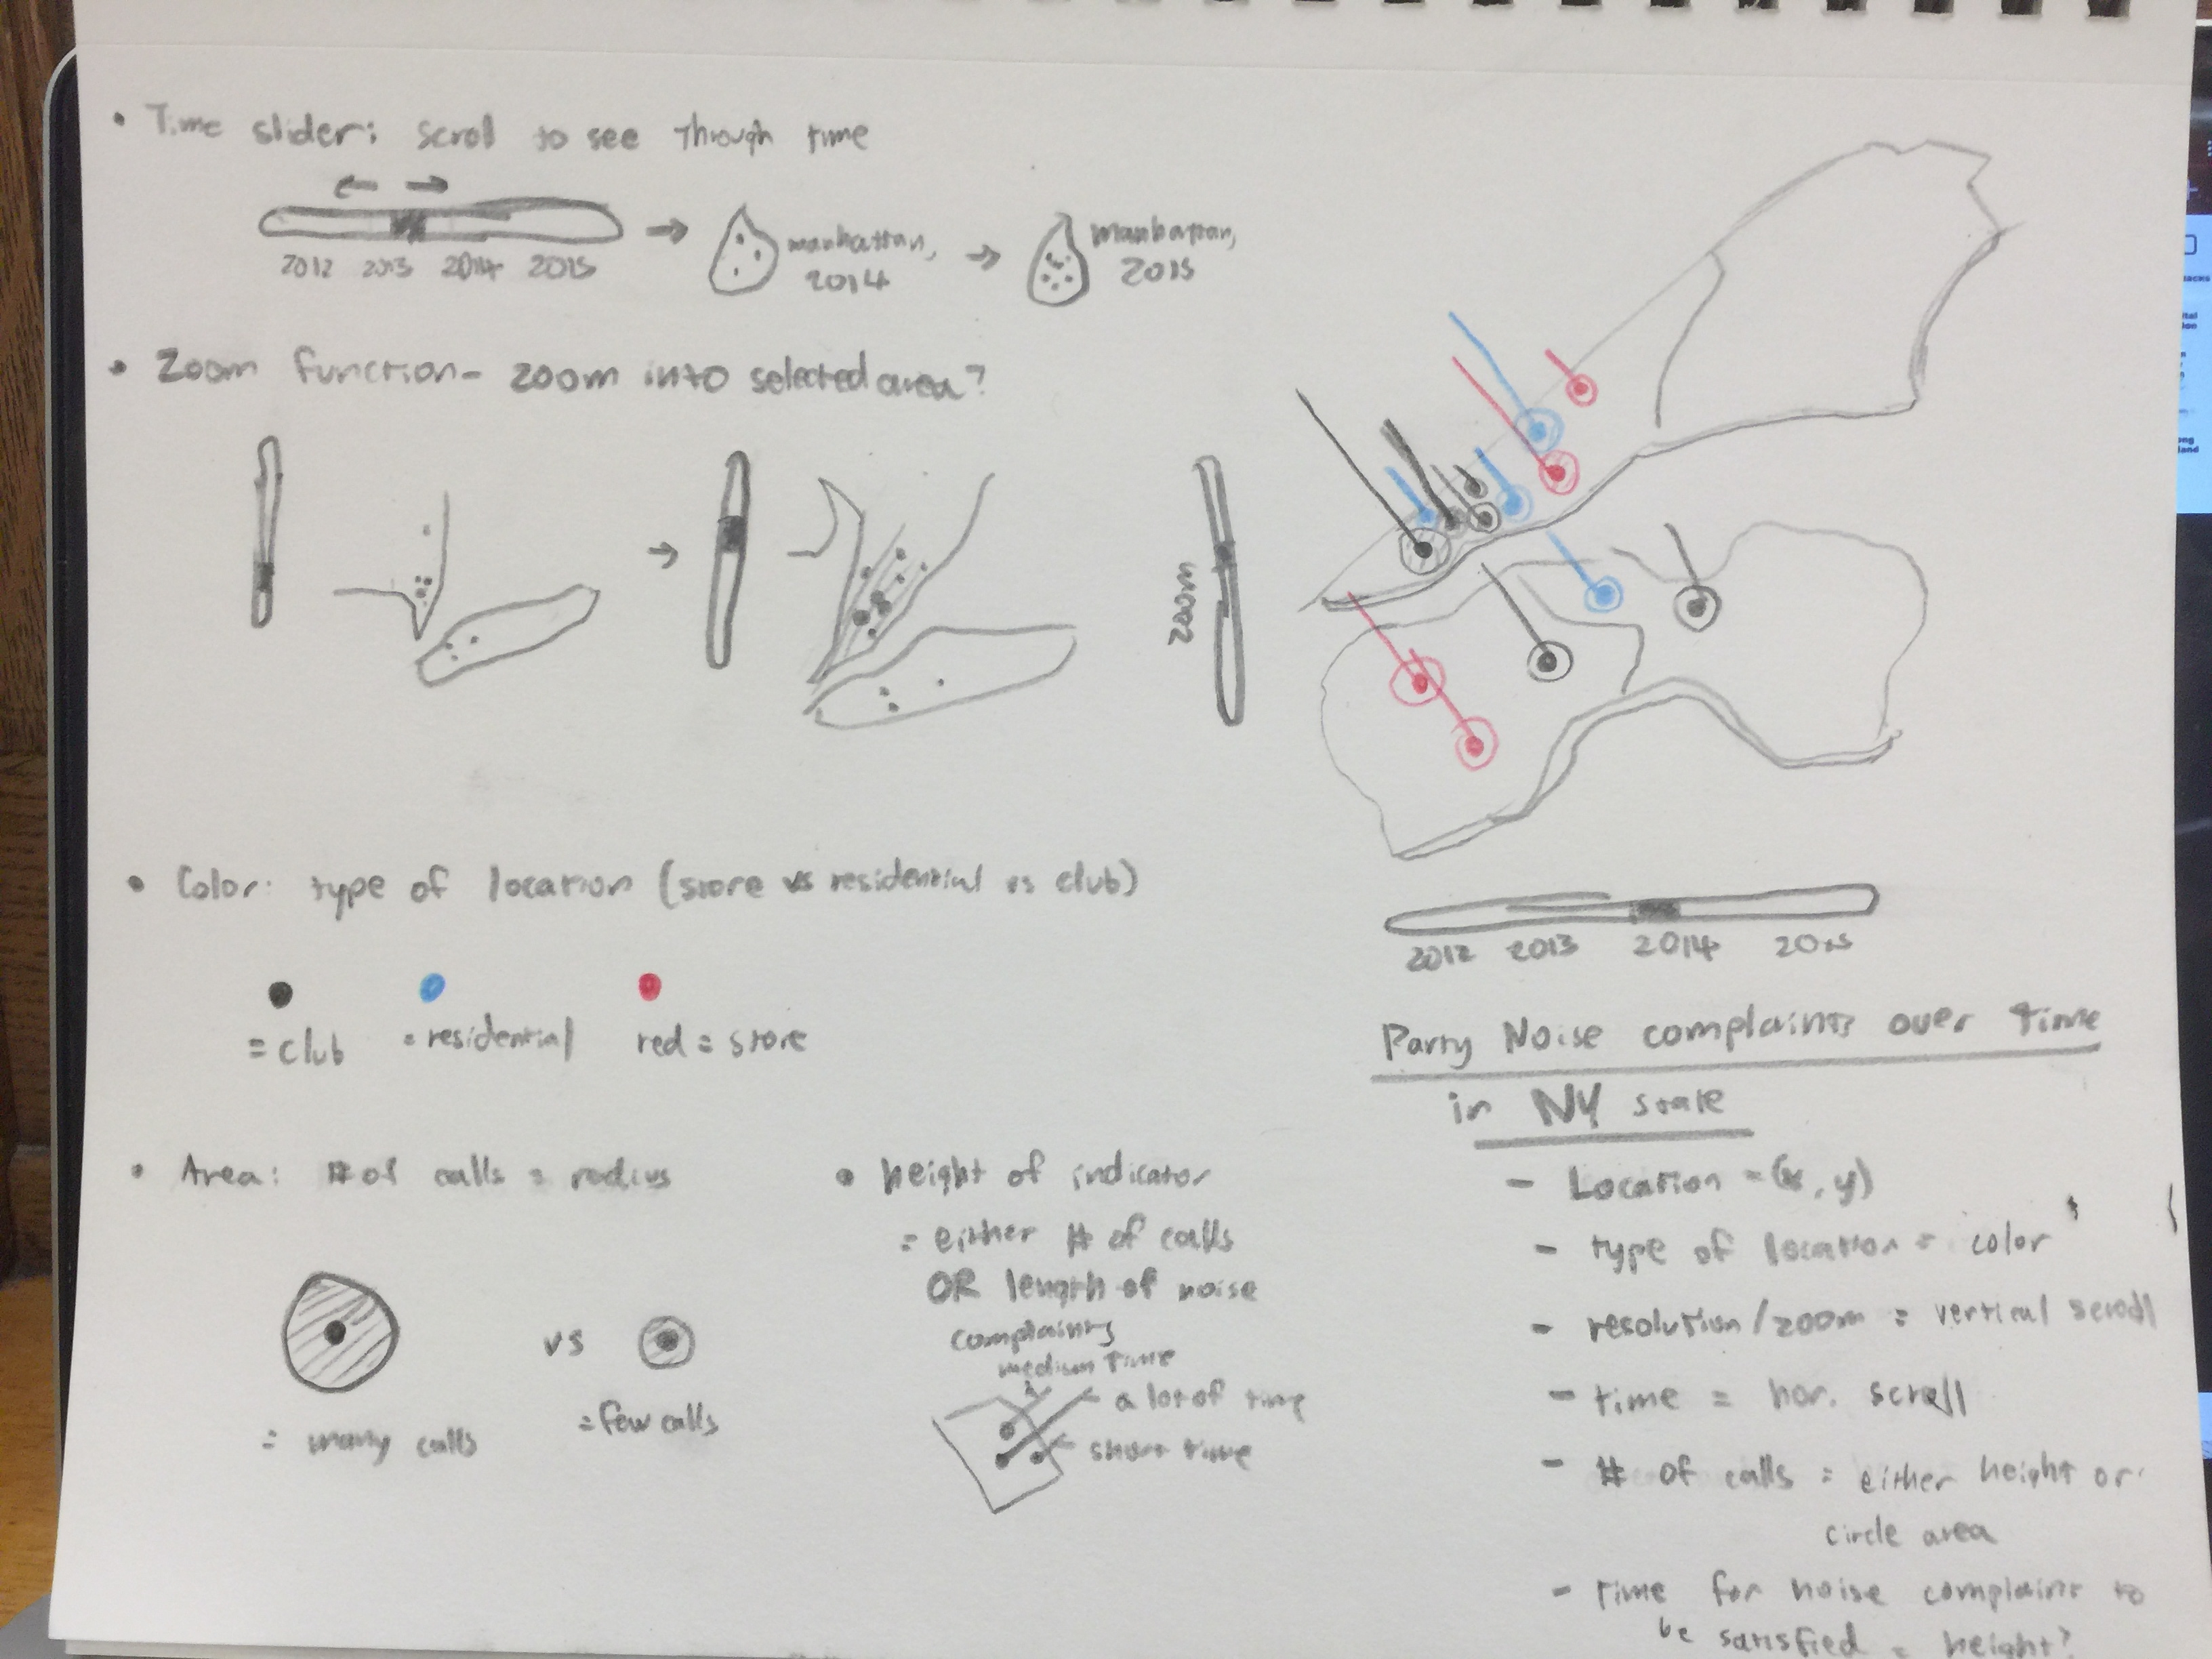 • Time slider: scroll to see through time
2012 2013 2014 2015
manhattan,
2014
manhattan,
2015
• Zoom function - zoom into selected area?
zoom
• Color: type of location (store vs residential vs club)
= club
= residential
red = store
• Area: # of calls = radius
vs
= many calls
= few calls
• height of indicator
= either # of calls
OR length of noise
complaints
medium time
a lot of time
short time
2012 2013 2014 2015
Party Noise complaints over time
in NY state
- Location = (x, y)
- type of location = color
- resolution/zoom = vertical scroll
- time = hor. scroll
- # of calls = either height or
circle area
- time for noise complaint to
be satisfied = height?